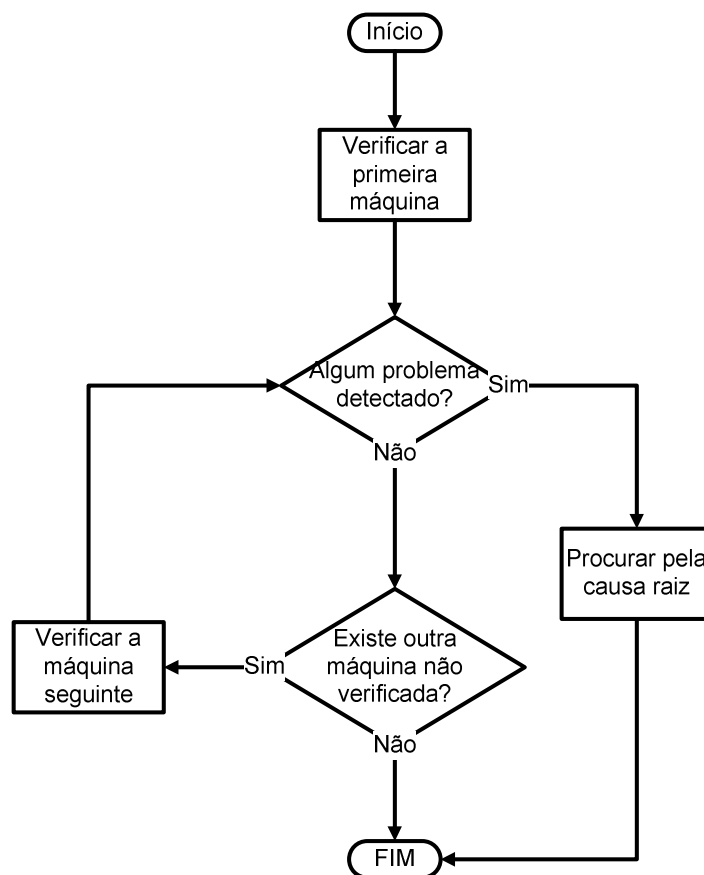 Início
Verificar a
primeira
máquina
Algum problema
detectado?
Sim
Não
Procurar pela
causa raiz
Existe outra
máquina não
verificada?
Sim
Verificar a
máquina
seguinte
Não
FIM